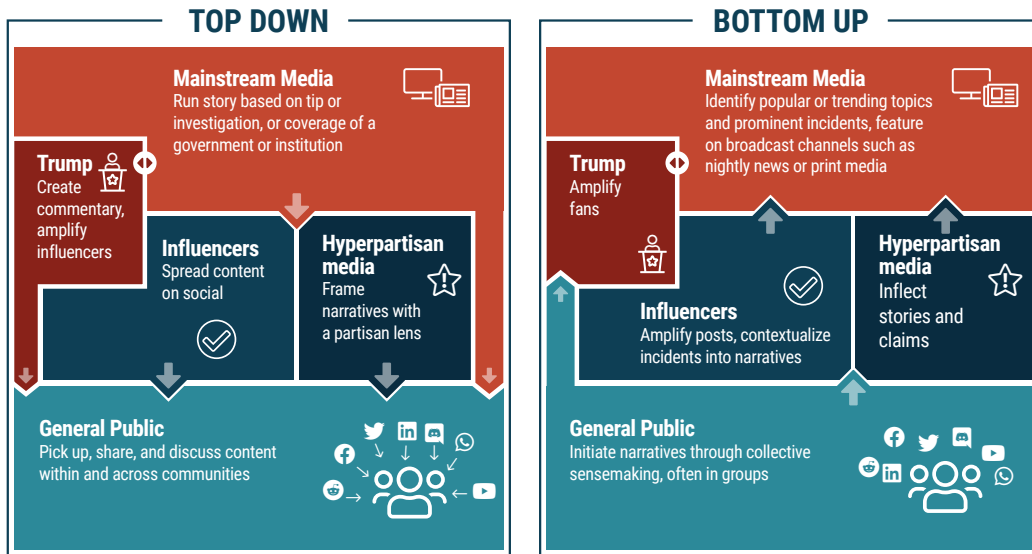 TOP DOWN
Mainstream Media
Run story based on tip or
investigation, or coverage of a
government or institution
Trump
Create
commentary,
amplify
influencers
Influencers
Spread content
on social
Hyperpartisan
media
Frame
narratives with
a partisan lens
General Public
Pick up, share, and discuss content
within and across communities
BOTTOM UP
Mainstream Media
Identify popular or trending topics
and prominent incidents, feature
on broadcast channels such as
nightly news or print media
Trump
Amplify
fans
Influencers
Amplify posts, contextualize
incidents into narratives
Hyperpartisan
media
Inflect
stories and
claims
General Public
Initiate narratives through collective
sensemaking, often in groups